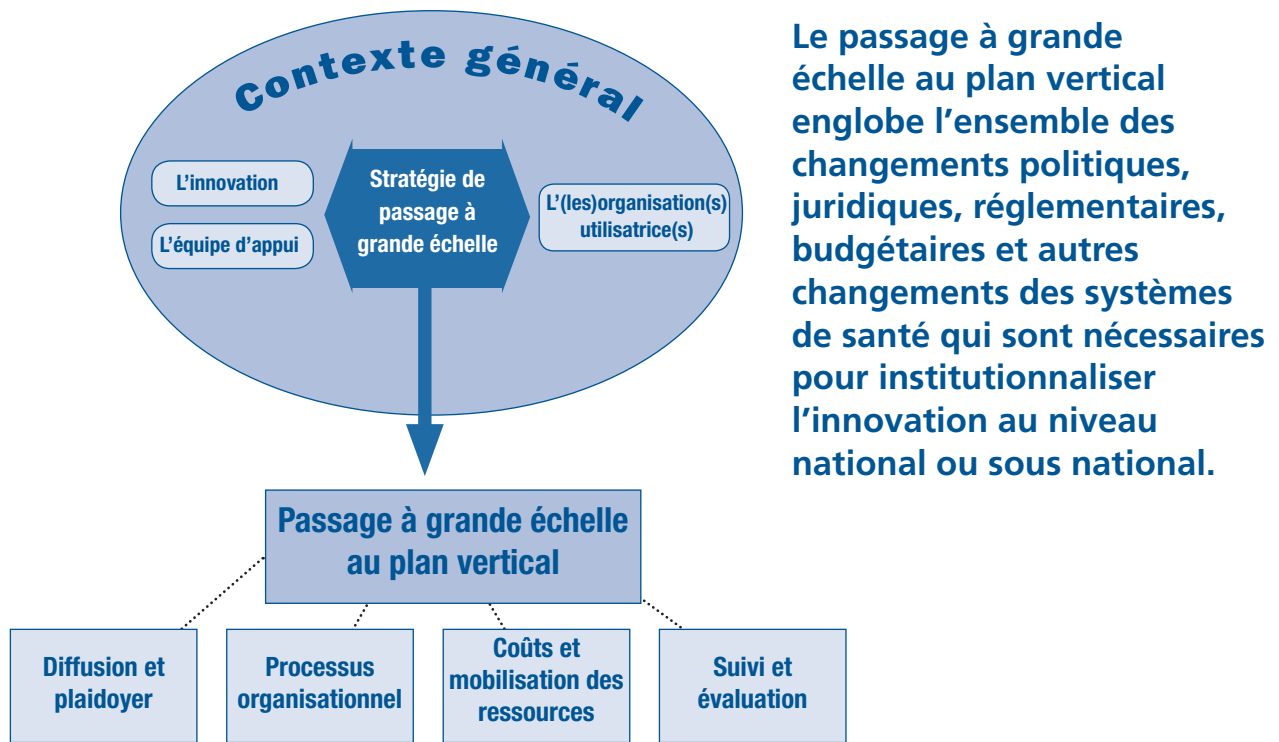 Contexte général
L'innovation
L'équipe d'appui
Stratégie de
passage à
grande échelle
L'(les)organisation(s)
utilisatrice(s)
Passage à grande échelle
au plan vertical
Diffusion et
plaidoyer
Processus
organisationnel
Coûts et
mobilisation des
ressources
Suivi et
évaluation
Le passage à grande
échelle au plan vertical
englobe l'ensemble des
changements politiques,
juridiques, réglementaires,
budgétaires et autres
changements des systèmes
de santé qui sont nécessaires
pour institutionnaliser
l'innovation au niveau
national ou sous national.